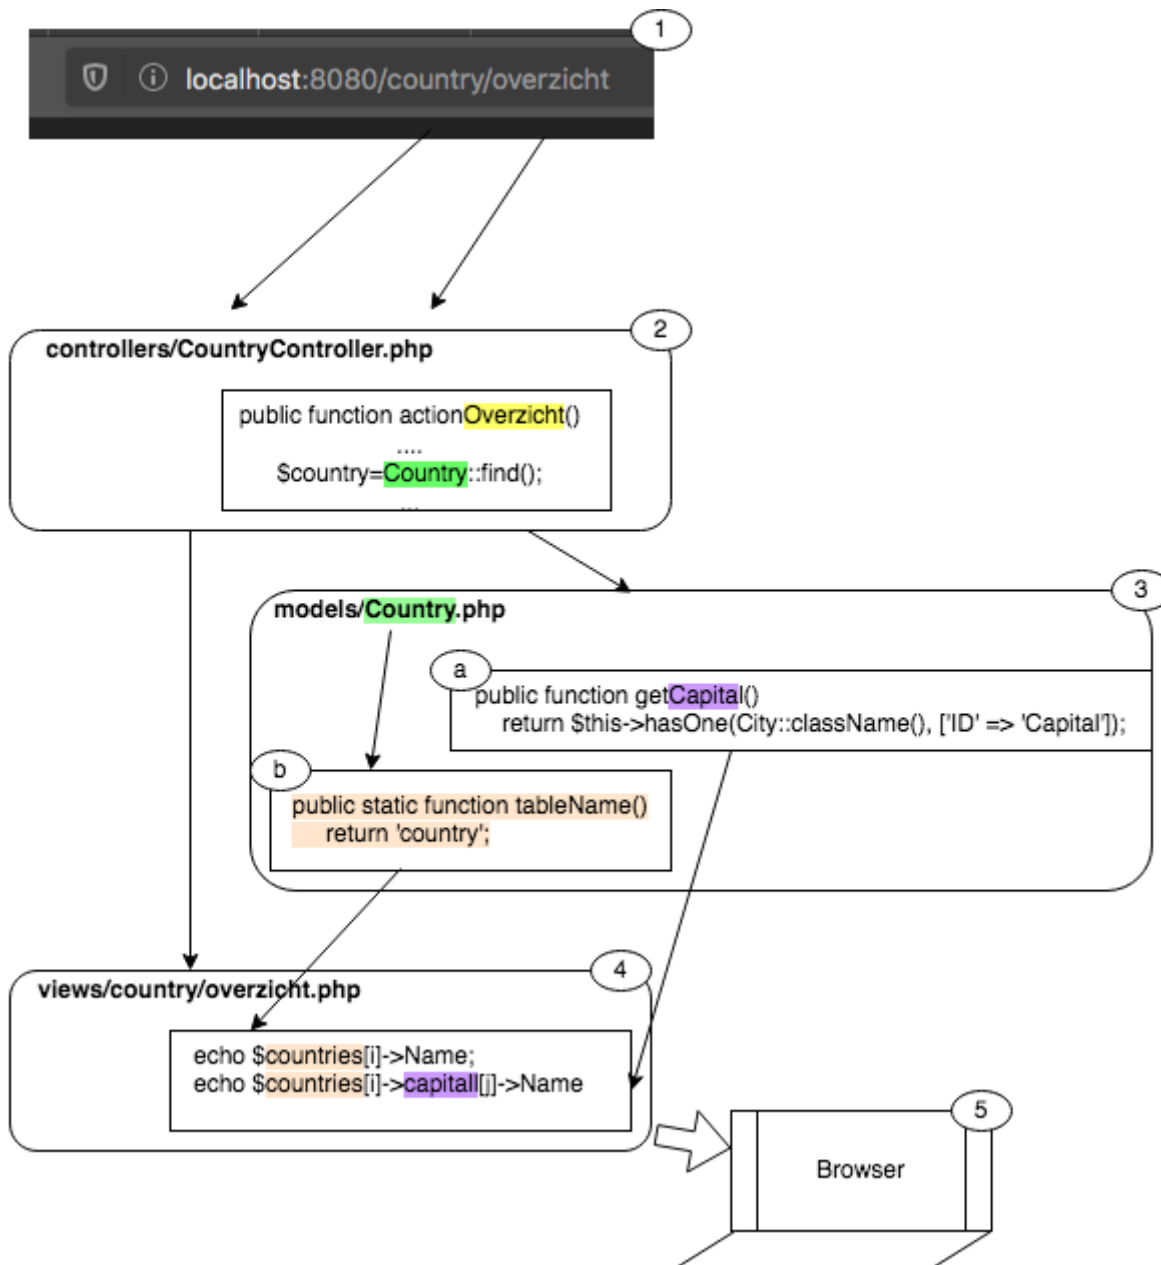 1
localhost:8080/country/overzicht
2
controllers/CountryController.php
public function actionOverzicht()
....
$country=Country::find();
...
3
models/Country.php
a
public function getCapital()
return $this->hasOne(City::className(), ['ID' => 'Capital']);
b
public static function tableName()
return 'country';
4
views/country/overzicht.php
echo $countries[i]->Name;
echo $countries[i]->capitall[j]->Name
5
Browser